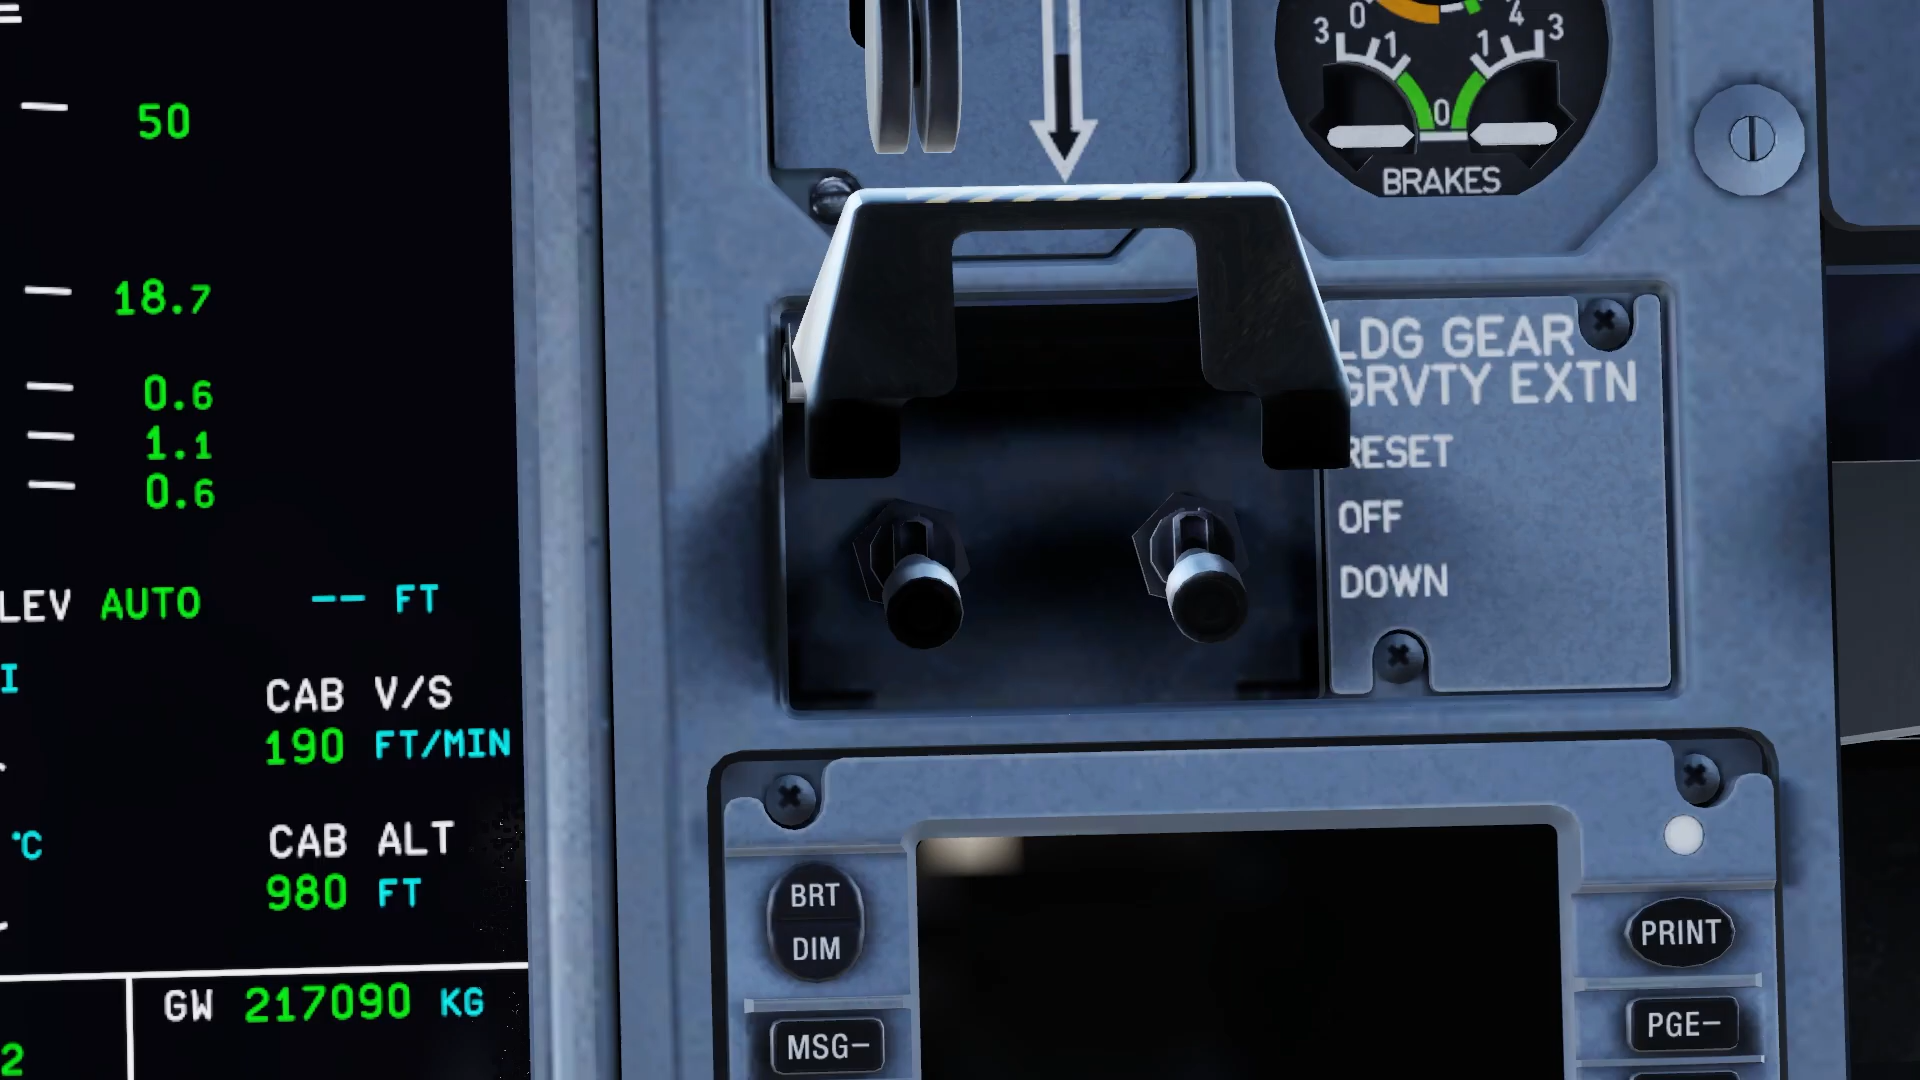 50
18.7
0.6
1.1
0.6
LEV AUTO -- FT
I
CAB V/S
190 FT/MIN
°C
CAB ALT
980 FT
GW 217090 KG
2
3 0 1
1 4 3
0
BRAKES
LDG GEAR
GRVTY EXTN
RESET
OFF
DOWN
BRT
DIM
MSG-
PRINT
PGE-